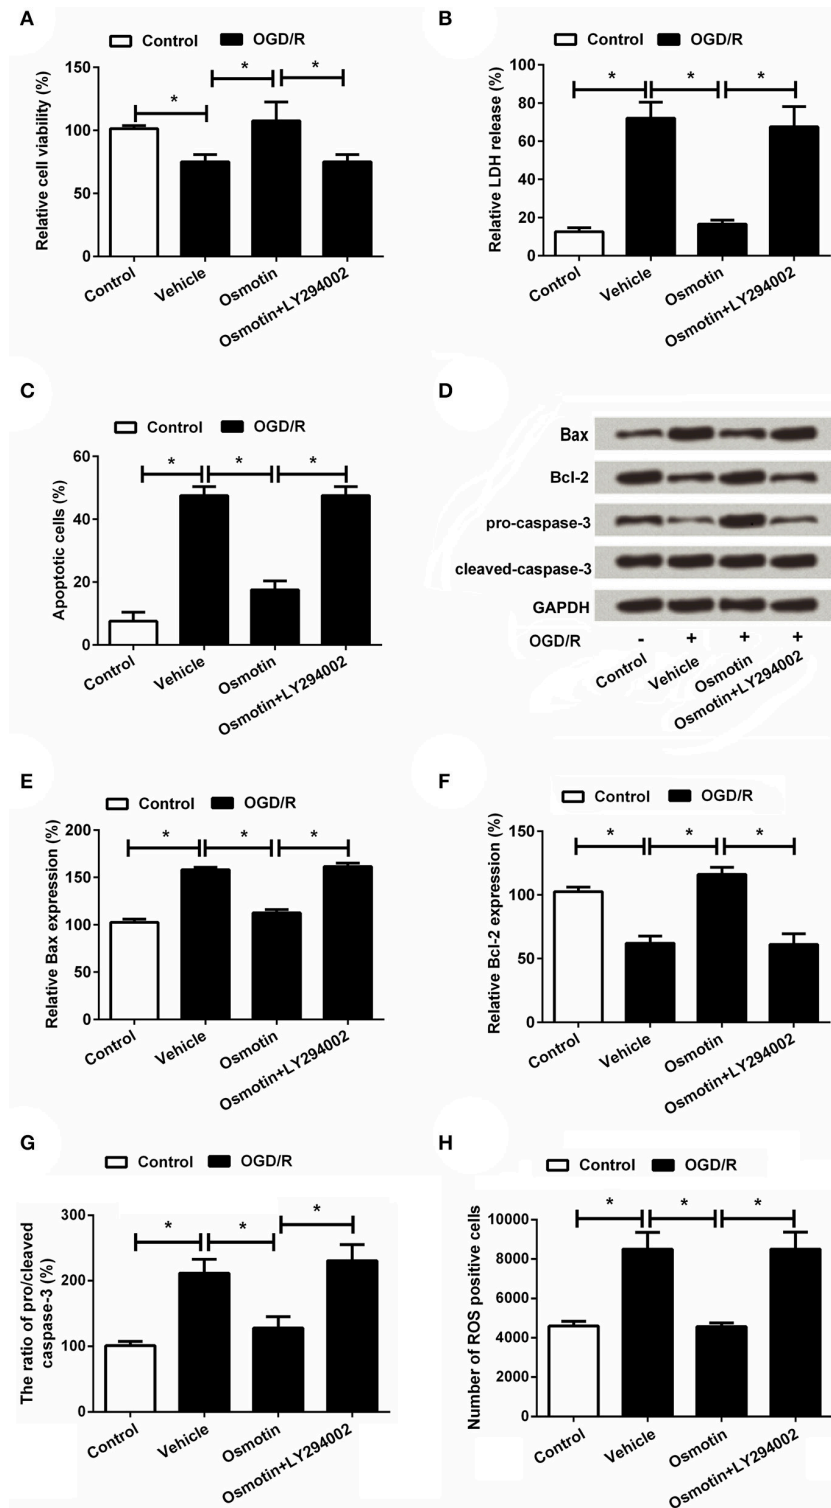 A
Control OGD/R
Relative cell viability (%)
150
100
50
0
* * *
Control Vehicle Osmotin Osmotin+LY294002
B
Control OGD/R
Relative LDH release (%)
100
80
60
40
20
0
* * *
Control Vehicle Osmotin Osmotin+LY294002
C
Control OGD/R
Apoptotic cells (%)
60
40
20
0
* * *
Control Vehicle Osmotin Osmotin+LY294002
D
Bax
Bcl-2
pro-caspase-3
cleaved-caspase-3
GAPDH
OGD/R - + + +
Control Vehicle Osmotin Osmotin+LY294002
E
Control OGD/R
Relative Bax expression (%)
200
150
100
50
0
* * *
Control Vehicle Osmotin Osmotin+LY294002
F
Control OGD/R
Relative Bcl-2 expression (%)
150
100
50
0
* * *
Control Vehicle Osmotin Osmotin+LY294002
G
Control OGD/R
The ratio of pro/cleaved
caspase-3 (%)
300
200
100
0
* * *
Control Vehicle Osmotin Osmotin+LY294002
H
Control OGD/R
Number of ROS positive cells
10000
8000
6000
4000
2000
0
* * *
Control Vehicle Osmotin Osmotin+LY294002